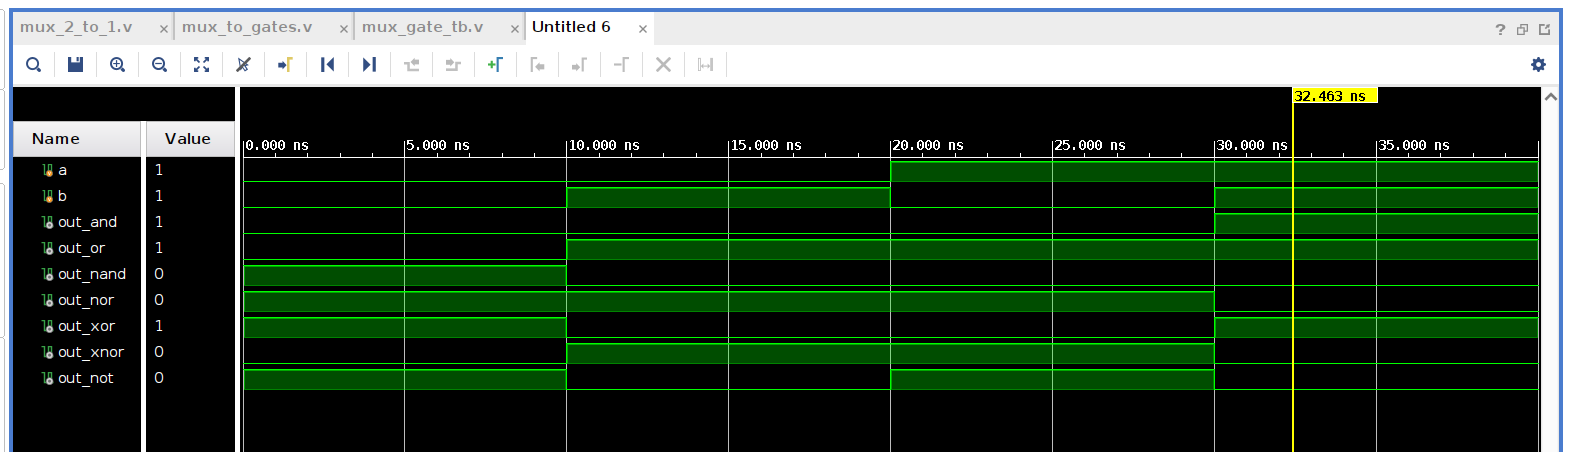 mux_2_to_1.v × mux_to_gates.v × mux_gate_tb.v × Untitled 6 ×
32.463 ns
Name Value
0.000 ns 5.000 ns 10.000 ns 15.000 ns 20.000 ns 25.000 ns 30.000 ns 35.000 ns
a 1
b 1
out_and 1
out_or 1
out_nand 0
out_nor 0
out_xor 1
out_xnor 0
out_not 0